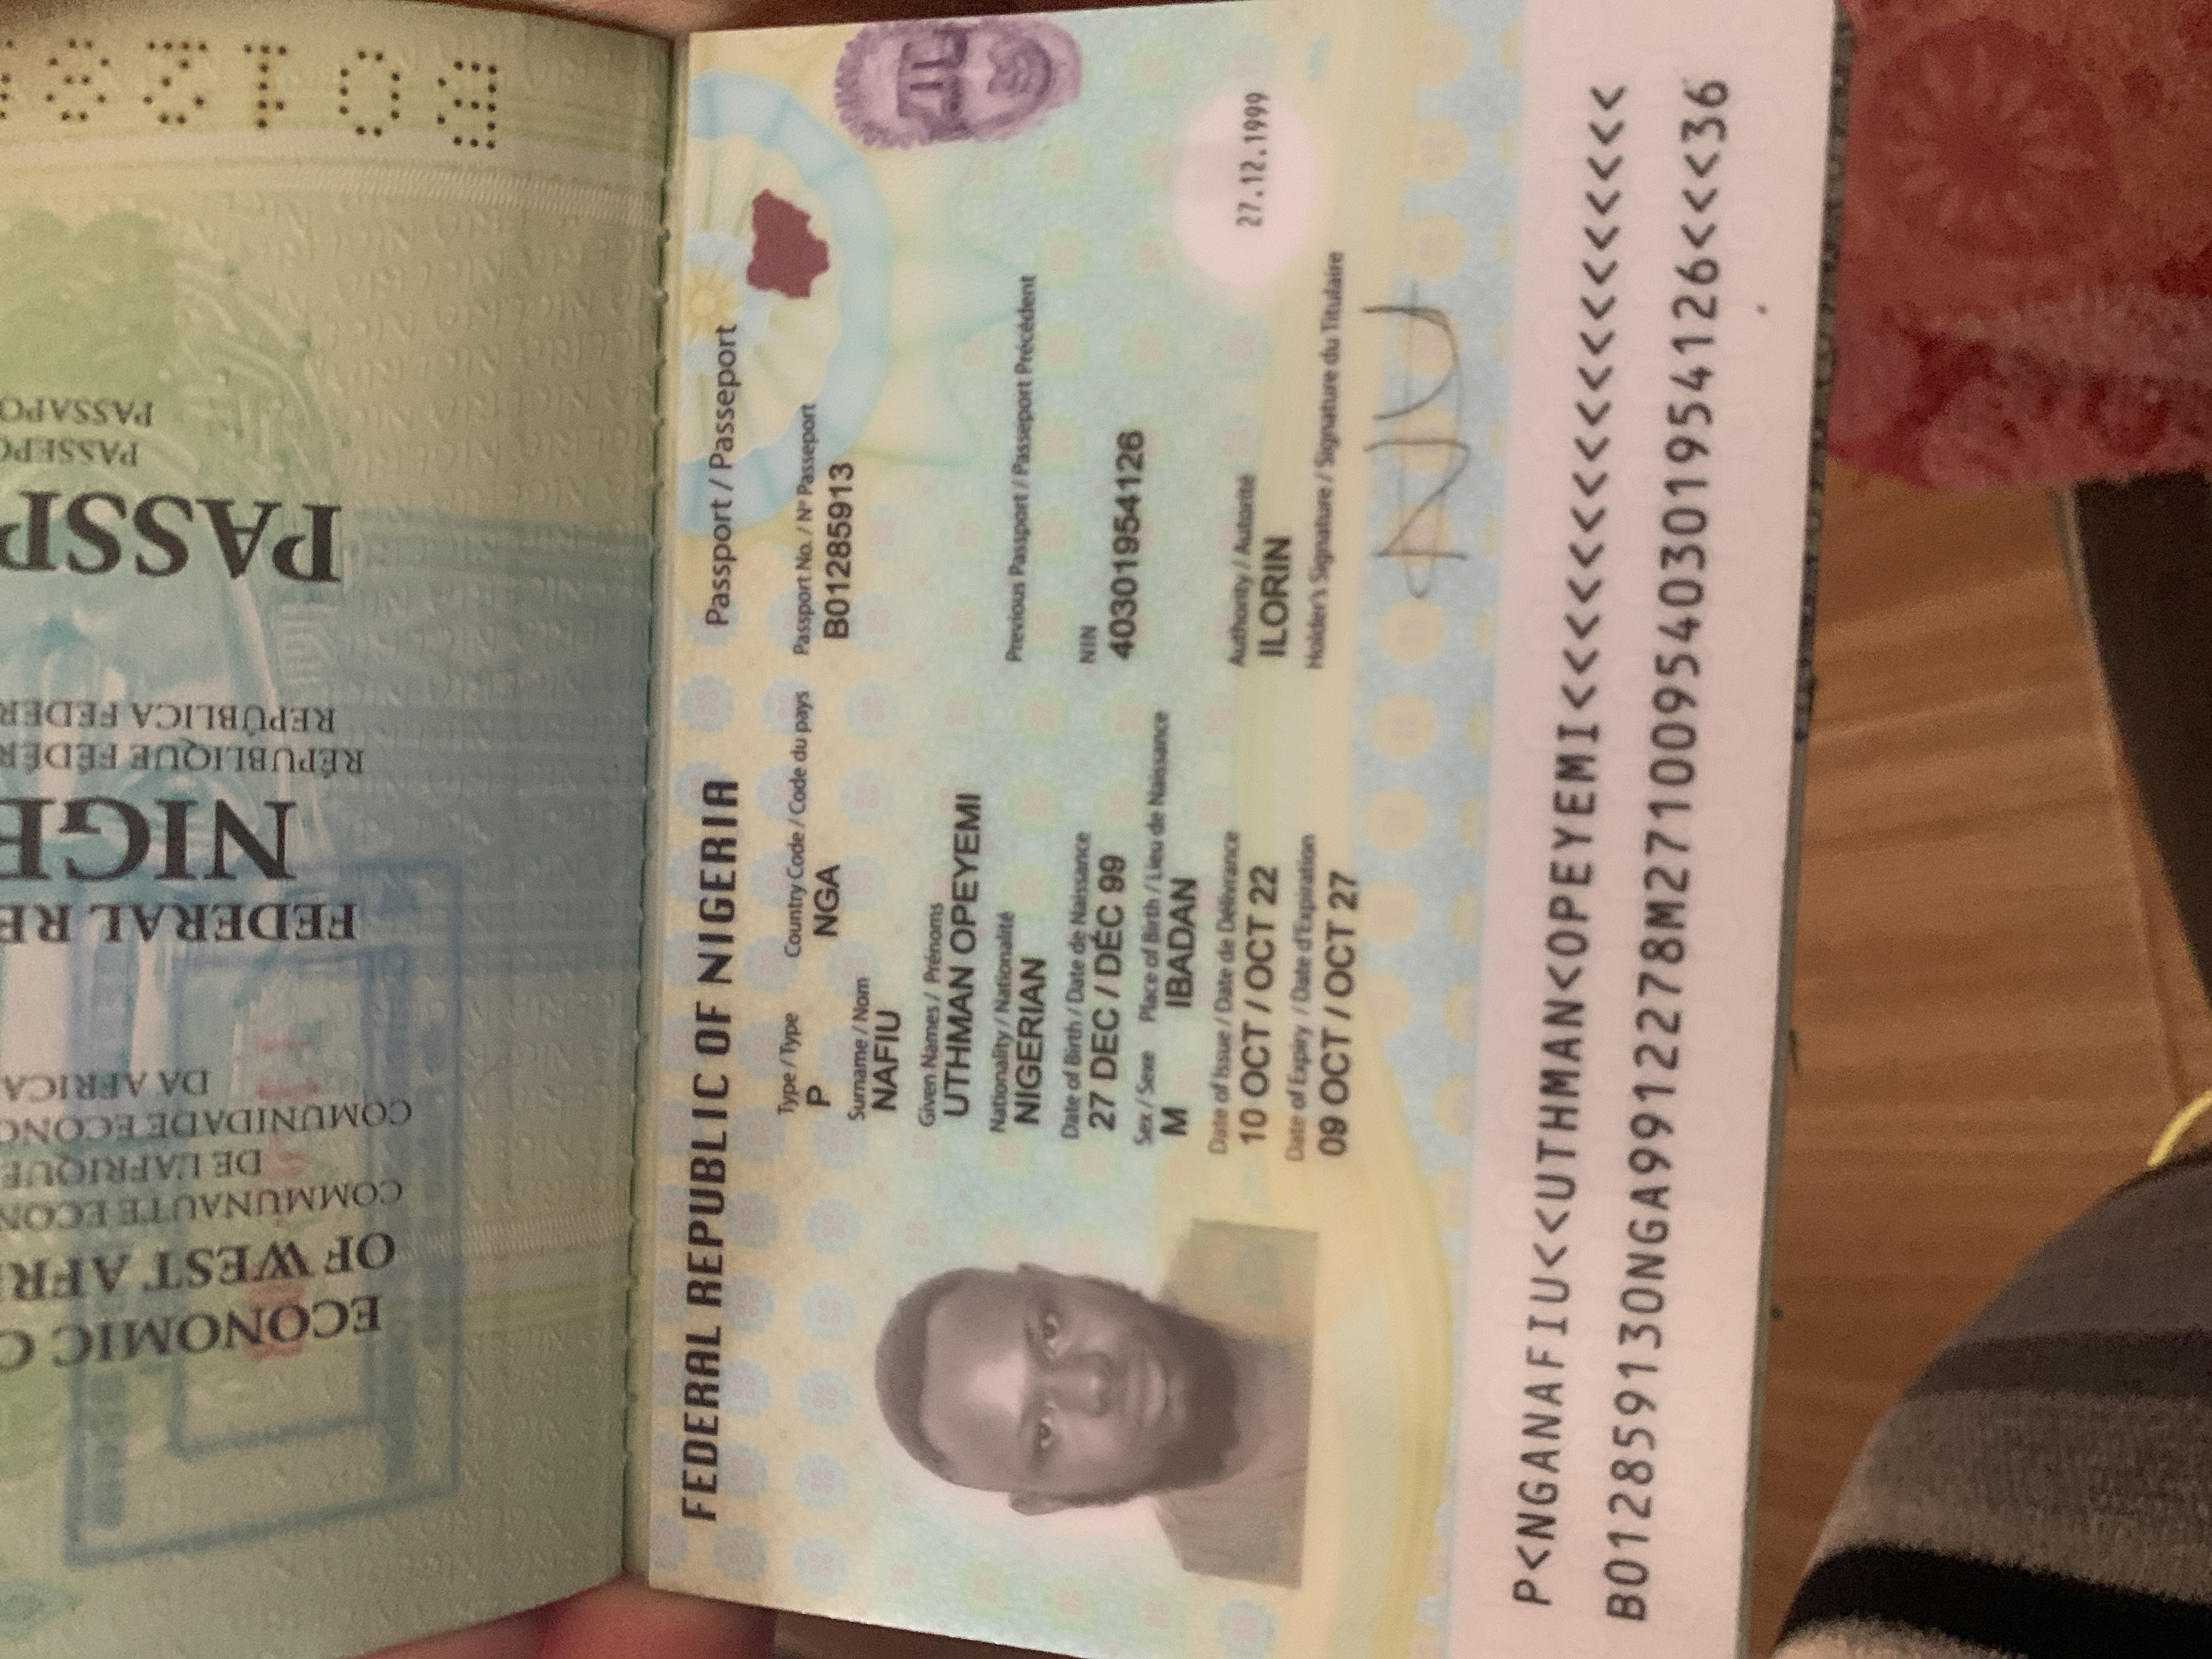 ECONOMIC C
OF WEST AFRI
COMMUNAUTE ECON
DE L'AFRIQUE
COMUNIDADE ECONO
DA AFRICA
FEDERAL RE
NIGE
RÉPUBLIQUE FÉDÉR
REPÚBLICA FEDER
PASSP
PASSEPO
PASSAPO
FEDERAL REPUBLIC OF NIGERIA
Passport / Passeport
Type / Type Country Code / Code du pays Passport No. / Nº Passeport
P NGA B01285913
Surname / Nom
NAFIU
Given Names / Prénoms
UTHMAN OPEYEMI
Nationality / Nationalité Previous Passport / Passeport Précédent
NIGERIAN
Date of Birth / Date de Naissance NIN
27 DEC / DÉC 99 40301954126
Sex / Sexe Place of Birth / Lieu de Naissance
M IBADAN
Date of Issue / Date de Délivrance Authority / Autorité
10 OCT / OCT 22 ILORIN 27.12.1999
Date of Expiry / Date d'Expiration Holder's Signature / Signature du Titulaire
09 OCT / OCT 27
NU
P<NGANAFIU<<UTHMAN<OPEYEMI<<<<<<<<<<<<<<<<<<
B012859130NGA9912278M271009540301954126<<<36